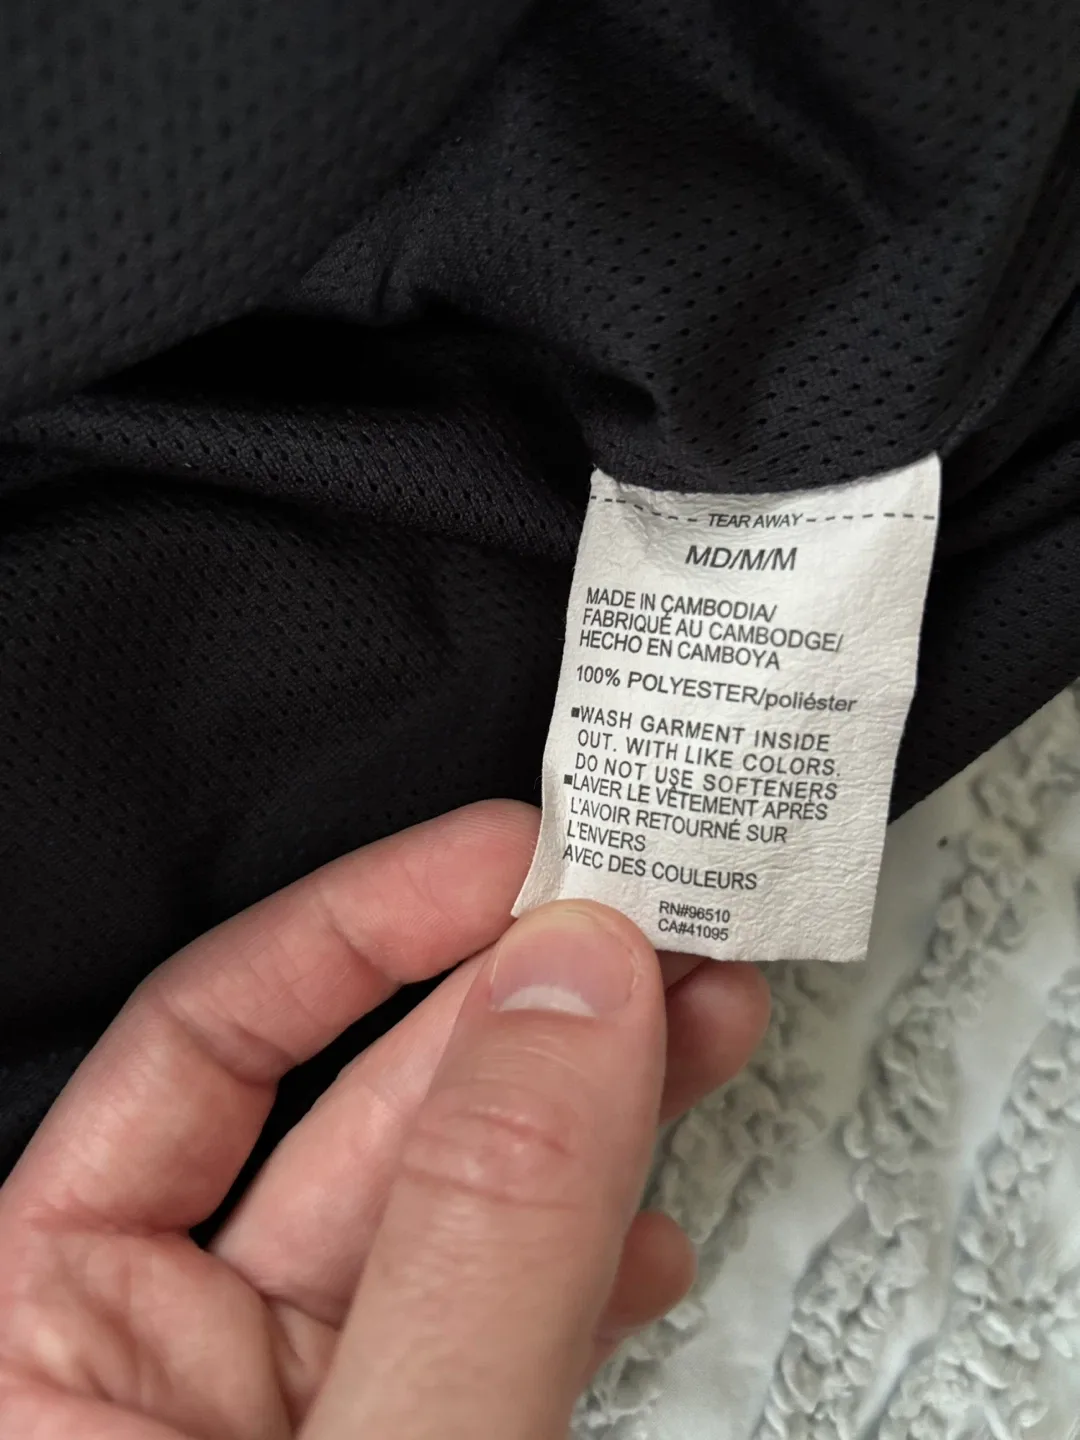 TEAR AWAY
MD/M/M
MADE IN CAMBODIA/
FABRIQUÉ AU CAMBODGE/
HECHO EN CAMBOYA
100% POLYESTER/poliéster
■WASH GARMENT INSIDE
OUT. WITH LIKE COLORS.
DO NOT USE SOFTENERS
■LAVER LE VÊTEMENT APRÈS
L'AVOIR RETOURNÉ SUR
L'ENVERS
AVEC DES COULEURS
RN#96510
CA#41095